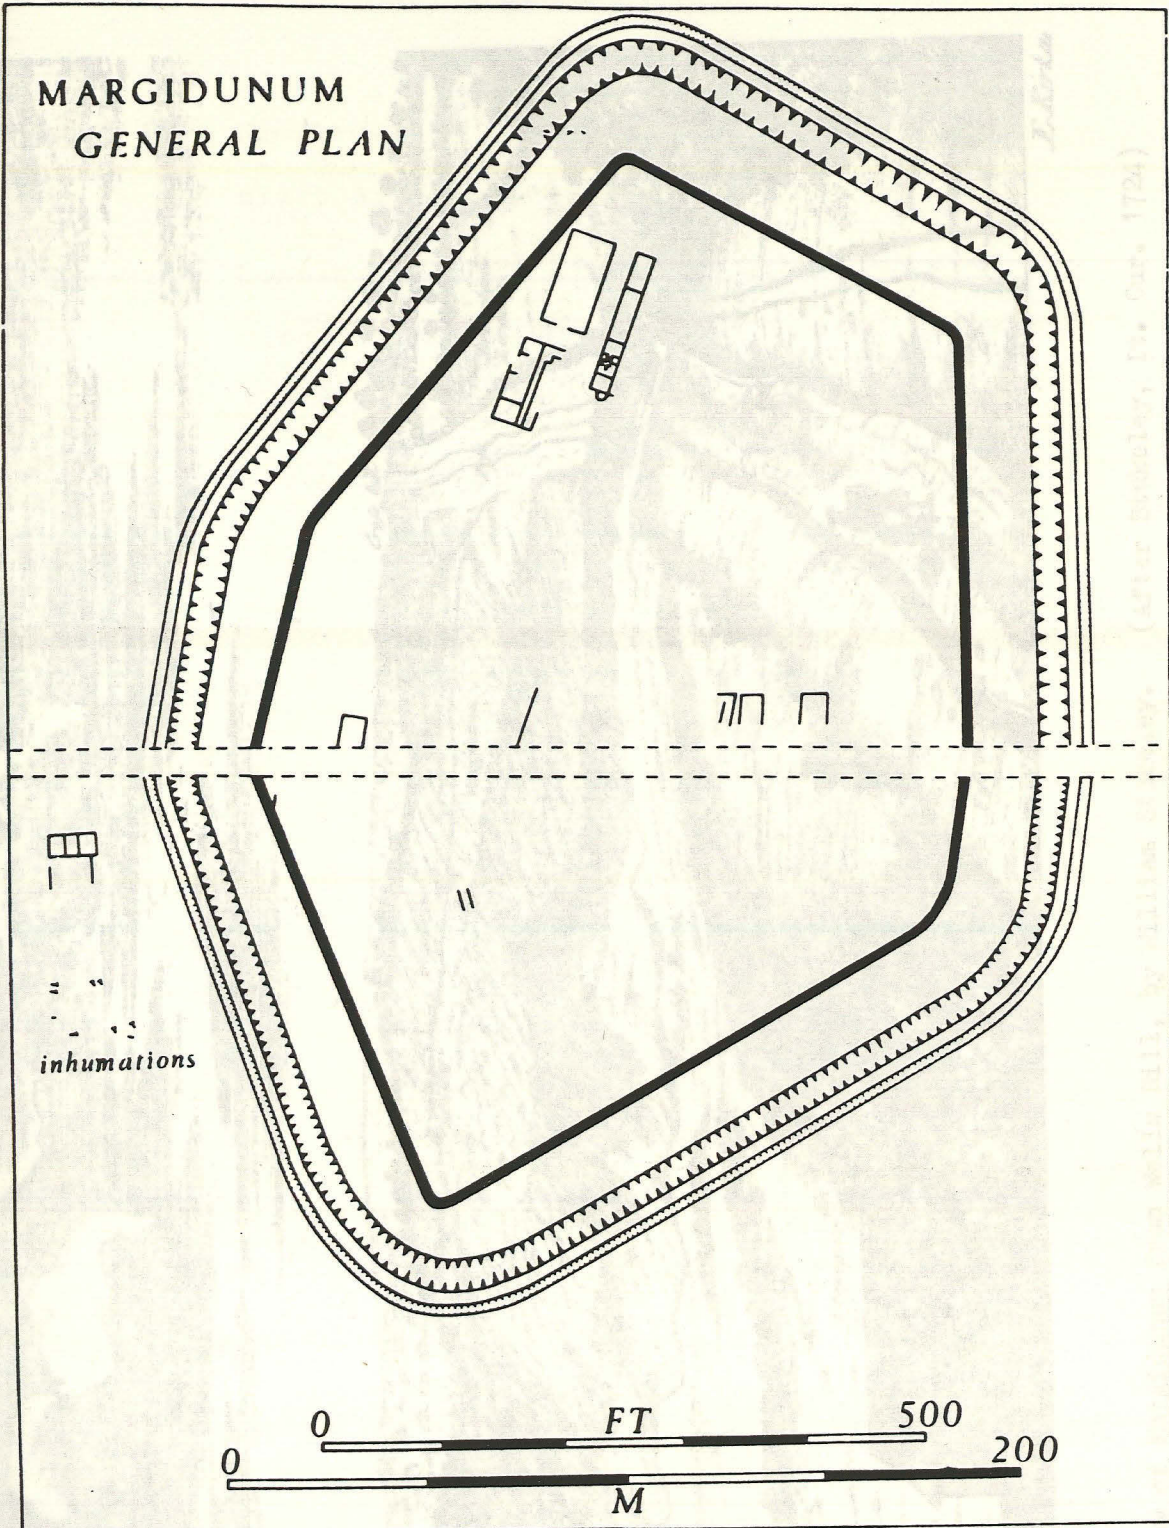 MARGIDUNUM
GENERAL PLAN
inhumations
0 FT 500
0 200
M